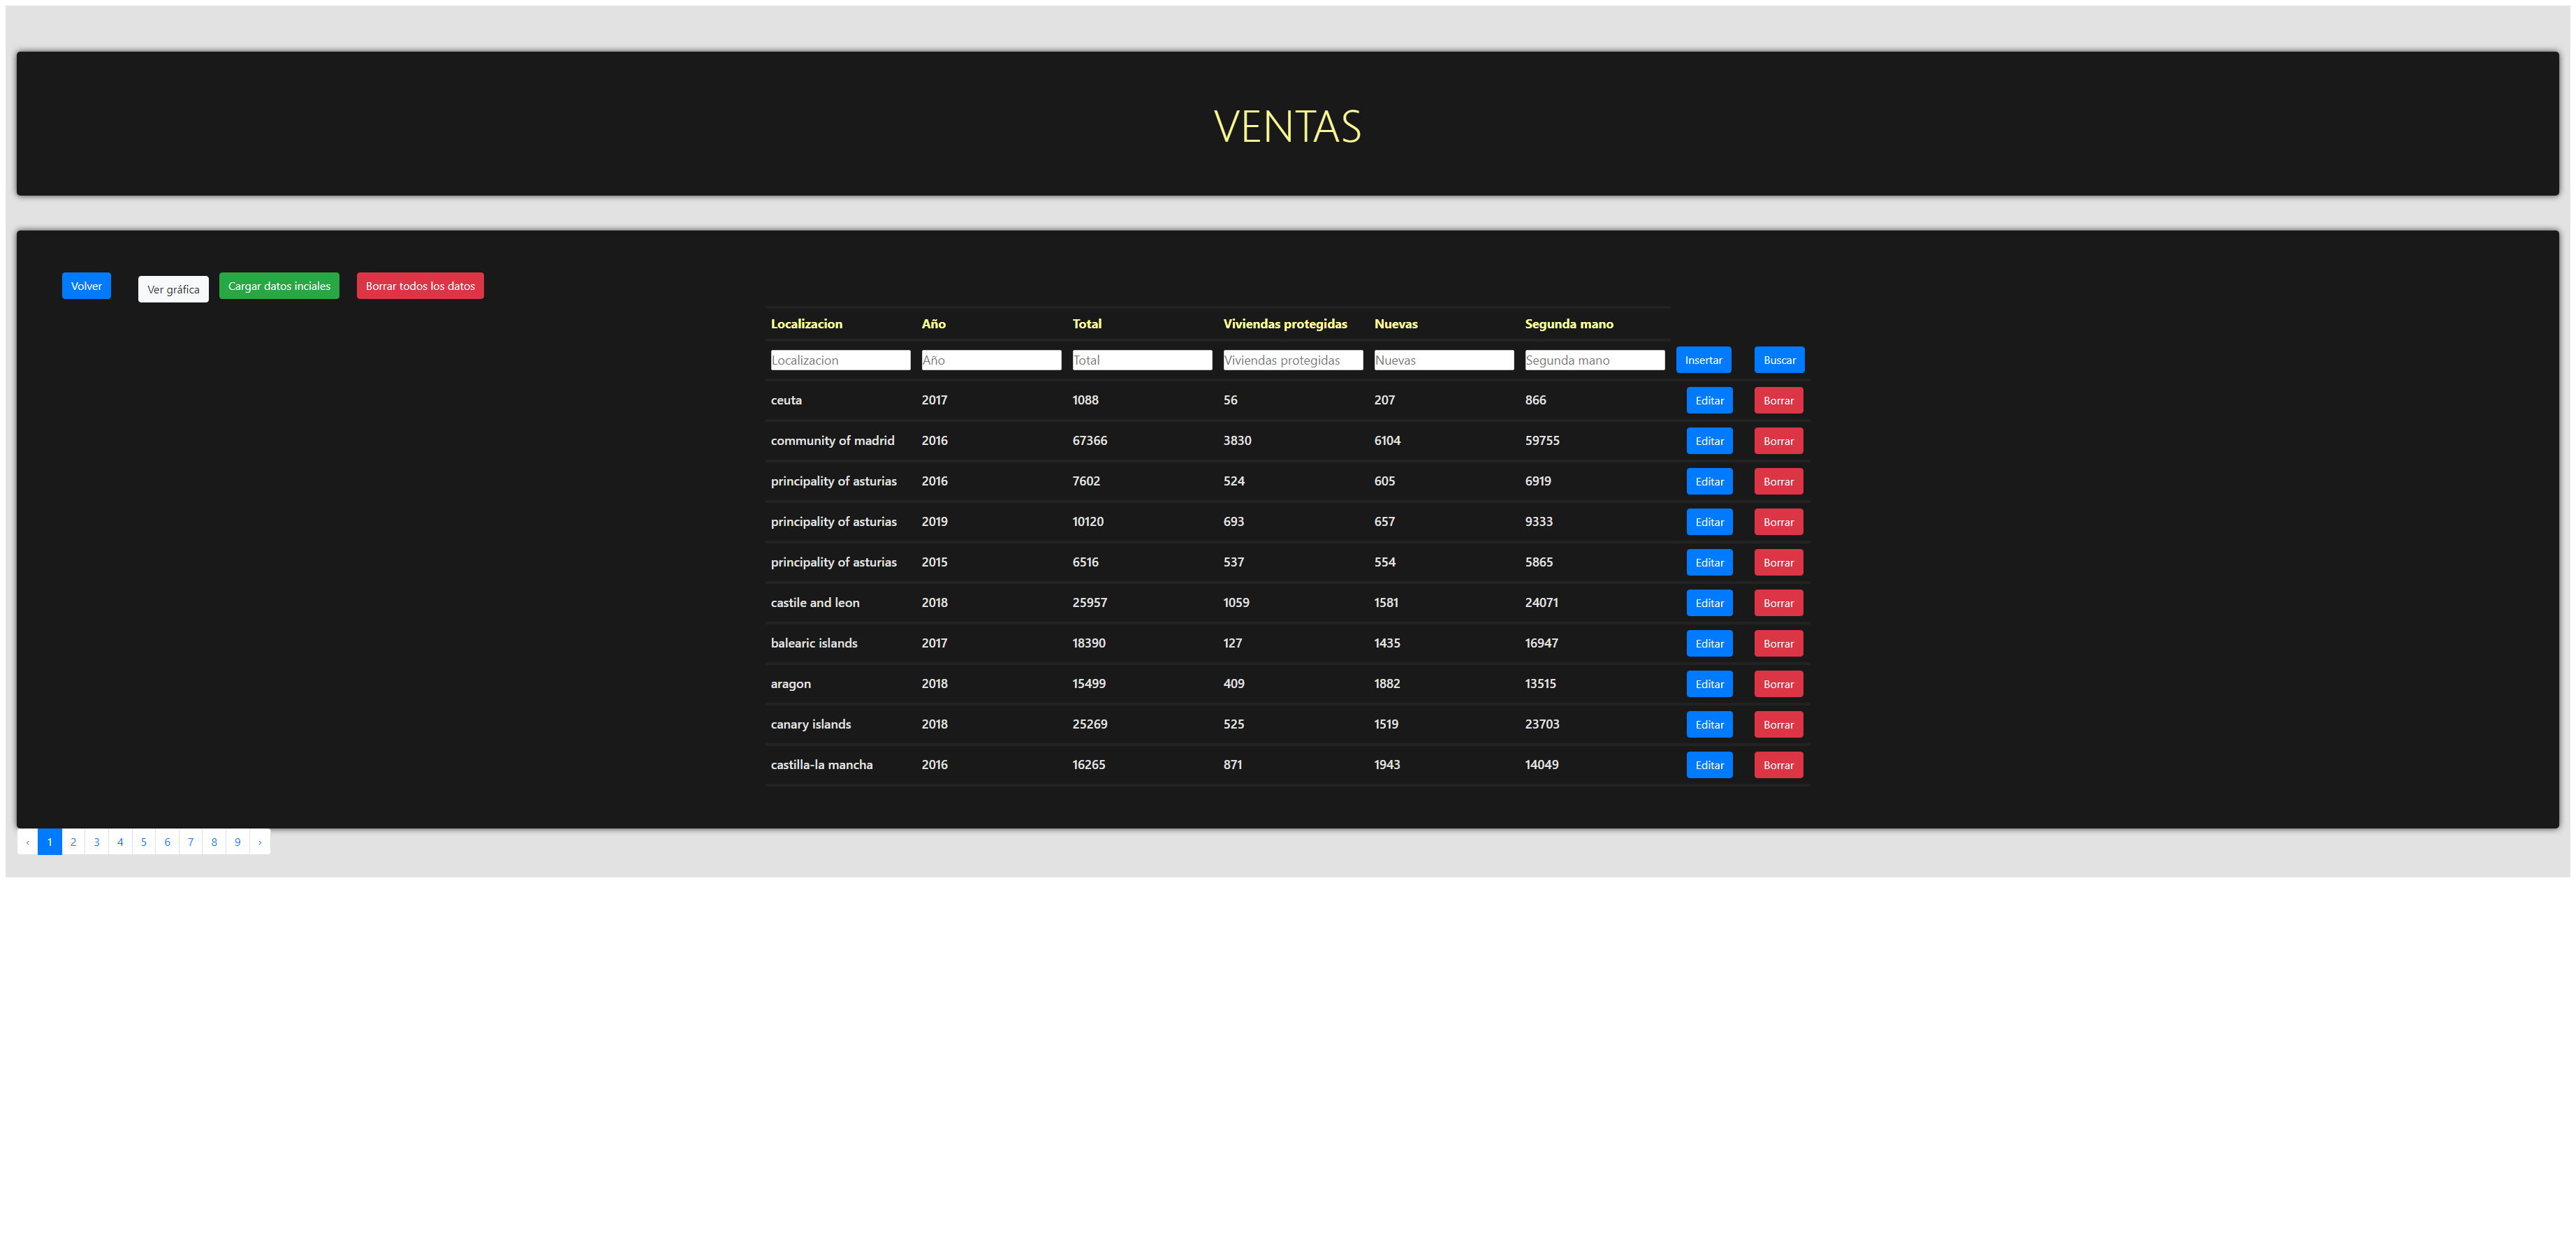 VENTAS
Volver Ver gráfica Cargar datos inciales Borrar todos los datos
Localizacion Año Total Viviendas protegidas Nuevas Segunda mano
Localizacion Año Total Viviendas protegidas Nuevas Segunda mano Insertar Buscar
ceuta 2017 1088 56 207 866 Editar Borrar
community of madrid 2016 67366 3830 6104 59755 Editar Borrar
principality of asturias 2016 7602 524 605 6919 Editar Borrar
principality of asturias 2019 10120 693 657 9333 Editar Borrar
principality of asturias 2015 6516 537 554 5865 Editar Borrar
castile and leon 2018 25957 1059 1581 24071 Editar Borrar
balearic islands 2017 18390 127 1435 16947 Editar Borrar
aragon 2018 15499 409 1882 13515 Editar Borrar
canary islands 2018 25269 525 1519 23703 Editar Borrar
castilla-la mancha 2016 16265 871 1943 14049 Editar Borrar
‹ 1 2 3 4 5 6 7 8 9 ›